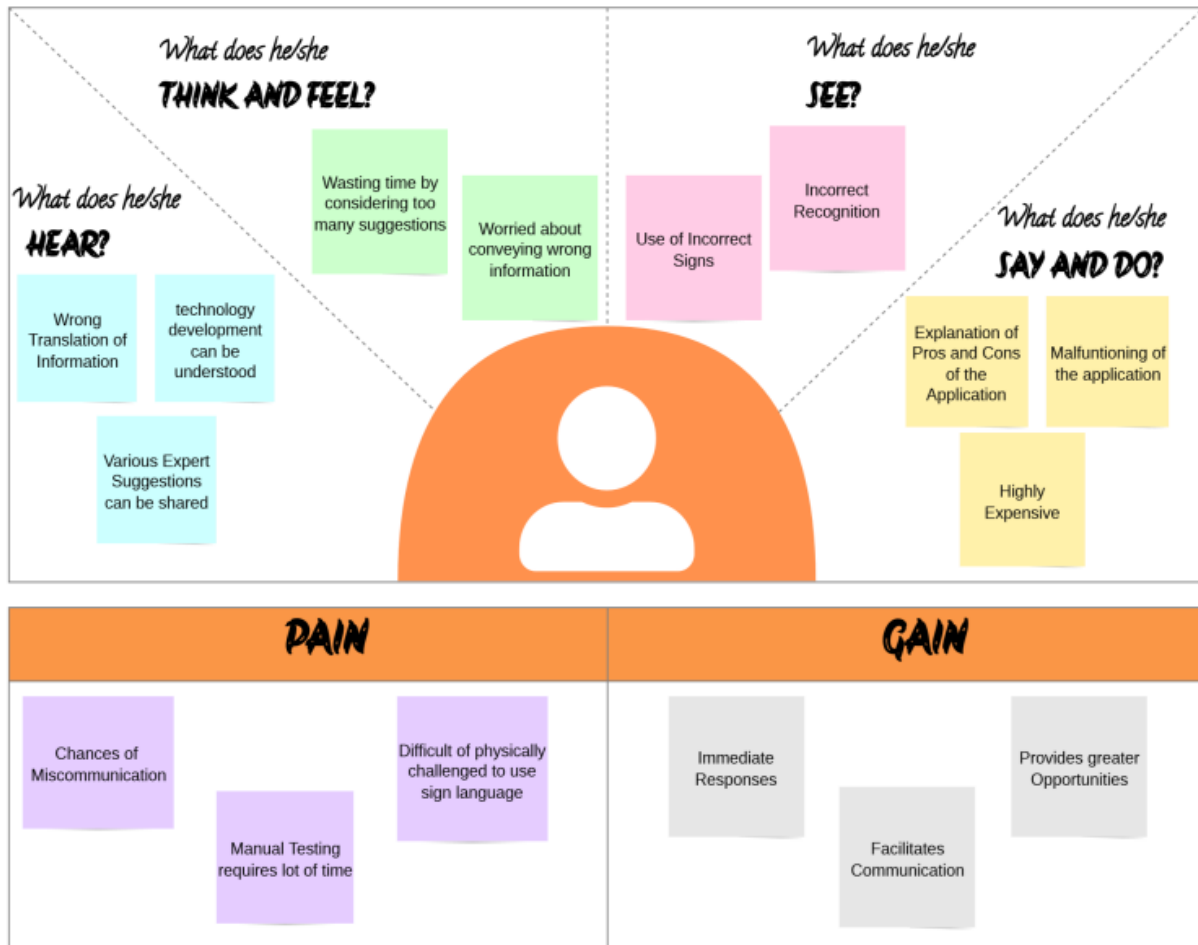 What does he/she
THINK AND FEEL?
Wasting time by
considering too
many suggestions
Worried about
conveying wrong
information
What does he/she
SEE?
Incorrect
Recognition
Use of Incorrect
Signs
What does he/she
HEAR?
Wrong
Translation of
Information
technology
development
can be
understood
Various Expert
Suggestions
can be shared
What does he/she
SAY AND DO?
Explanation of
Pros and Cons
of the
Application
Malfuntioning of
the application
Highly
Expensive
PAIN
Chances of
Miscommunication
Manual Testing
requires lot of time
Difficult of physically
challenged to use
sign language
GAIN
Immediate
Responses
Facilitates
Communication
Provides greater
Opportunities